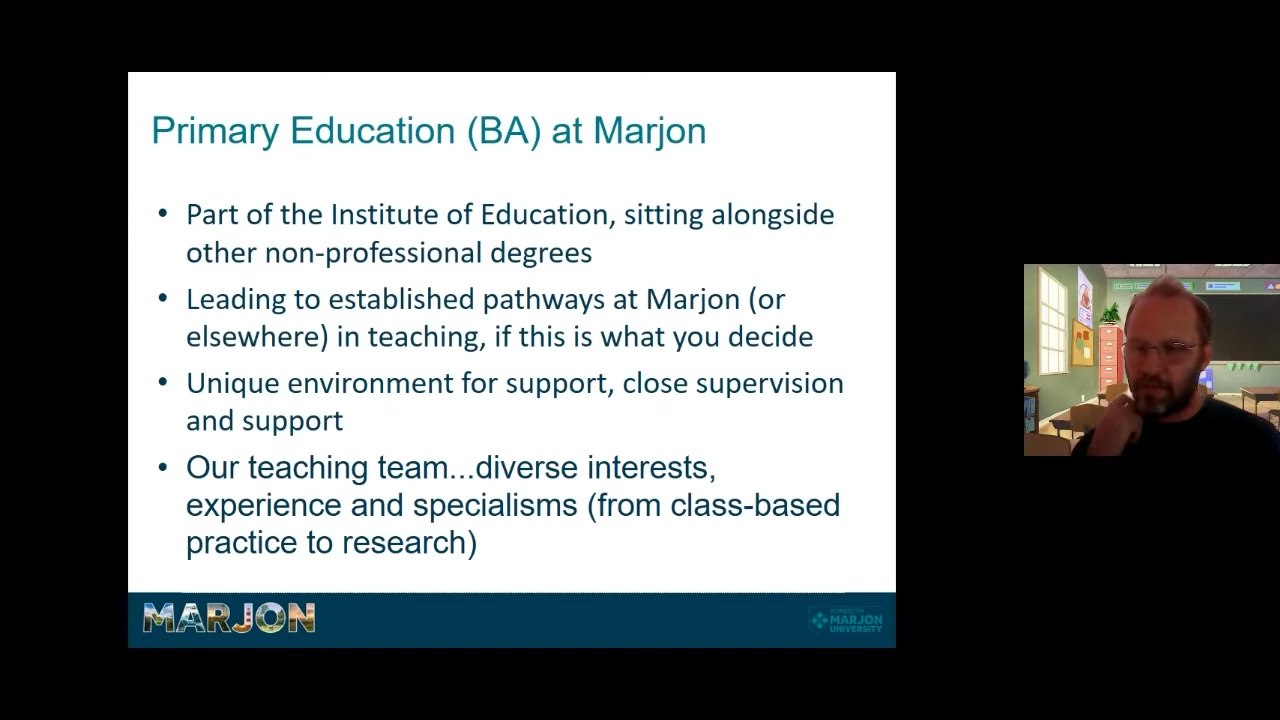 Primary Education (BA) at Marjon
• Part of the Institute of Education, sitting alongside
other non-professional degrees
• Leading to established pathways at Marjon (or
elsewhere) in teaching, if this is what you decide
• Unique environment for support, close supervision
and support
• Our teaching team...diverse interests,
experience and specialisms (from class-based
practice to research)
MARJON
PLYMOUTH
MARJON
UNIVERSITY